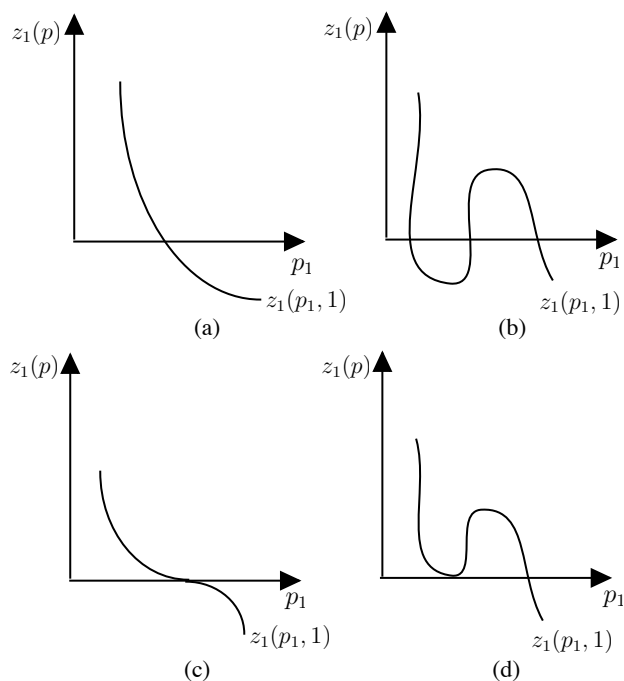 z₁(p)
p₁
z₁(p₁, 1)
(a)
z₁(p)
p₁
z₁(p₁, 1)
(b)
z₁(p)
p₁
z₁(p₁, 1)
(c)
z₁(p)
p₁
z₁(p₁, 1)
(d)